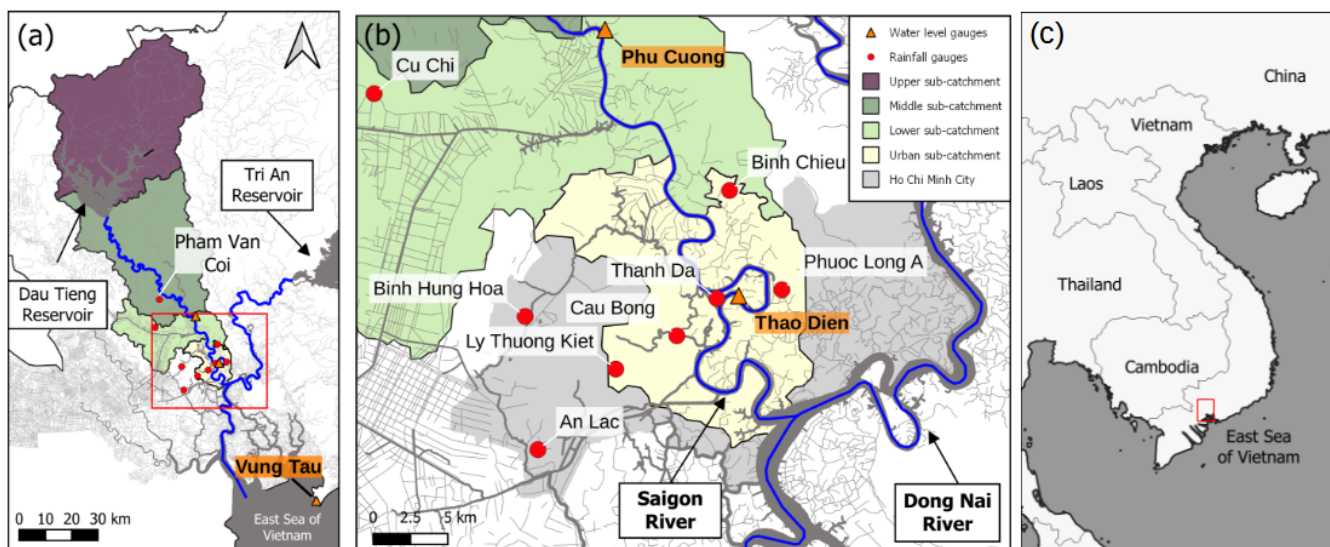 (a)
Tri An
Reservoir
Pham Van
Coi
Dau Tieng
Reservoir
Vung Tau
0 10 20 30 km
East Sea of
Vietnam
(b)
Cu Chi
Phu Cuong
Binh Chieu
Thanh Da
Phuoc Long A
Binh Hung Hoa
Cau Bong
Thao Dien
Ly Thuong Kiet
An Lac
Saigon
River
Dong Nai
River
0 2.5 5 km
Water level gauges
Rainfall gauges
Upper sub-catchment
Middle sub-catchment
Lower sub-catchment
Urban sub-catchment
Ho Chi Minh City
(c)
China
Vietnam
Laos
Thailand
Cambodia
East Sea
of Vietnam